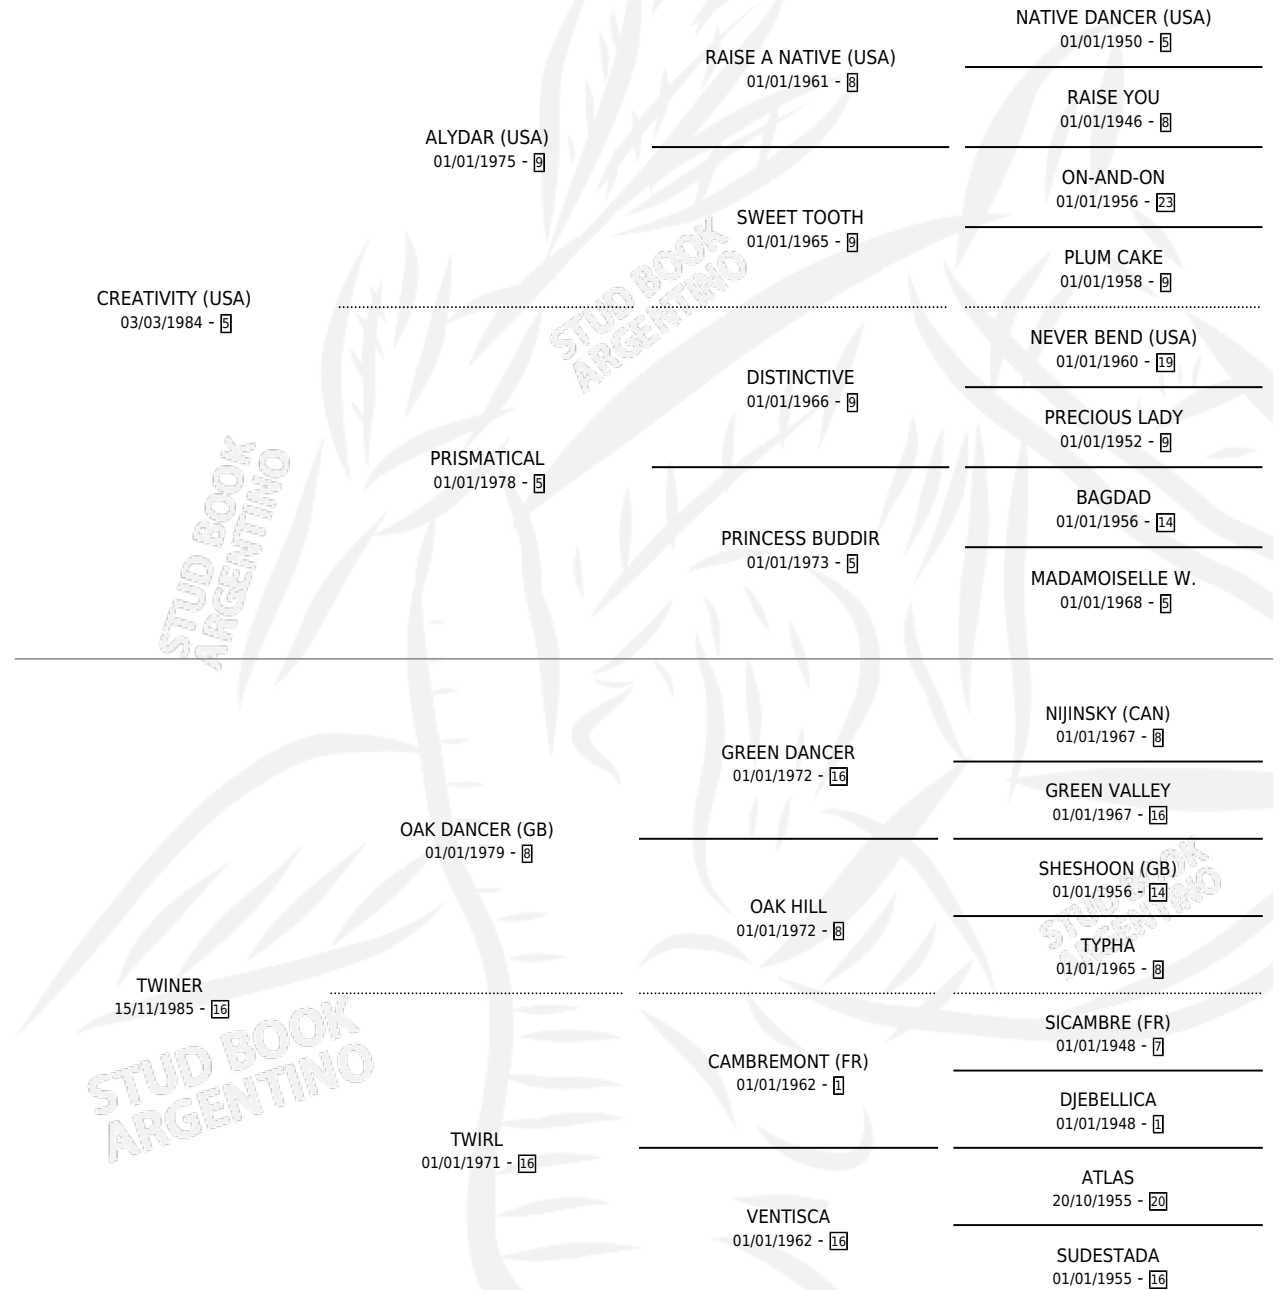 NATIVE DANCER (USA)
01/01/1950 - 5
RAISE A NATIVE (USA)
01/01/1961 - 8
RAISE YOU
01/01/1946 - 8
ALYDAR (USA)
01/01/1975 - 9
ON-AND-ON
01/01/1956 - 23
SWEET TOOTH
01/01/1965 - 9
PLUM CAKE
01/01/1958 - 9
CREATIVITY (USA)
03/03/1984 - 5
NEVER BEND (USA)
01/01/1960 - 19
DISTINCTIVE
01/01/1966 - 9
PRECIOUS LADY
01/01/1952 - 9
PRISMATICAL
01/01/1978 - 5
BAGDAD
01/01/1956 - 14
PRINCESS BUDDIR
01/01/1973 - 5
MADAMOISELLE W.
01/01/1968 - 5
NIJINSKY (CAN)
01/01/1967 - 8
GREEN DANCER
01/01/1972 - 16
GREEN VALLEY
01/01/1967 - 16
OAK DANCER (GB)
01/01/1979 - 8
SHESHOON (GB)
01/01/1956 - 14
OAK HILL
01/01/1972 - 8
TYPHA
01/01/1965 - 8
TWINER
15/11/1985 - 16
SICAMBRE (FR)
01/01/1948 - 7
CAMBREMONT (FR)
01/01/1962 - 1
DJEBELLICA
01/01/1948 - 1
TWIRL
01/01/1971 - 16
ATLAS
20/10/1955 - 20
VENTISCA
01/01/1962 - 16
SUDESTADA
01/01/1955 - 16
STUD BOOK
ARGENTINO
STUD BOOK
ARGENTINO
STUD BOOK
ARGENTINO
STUD BOOK
ARGENTINO